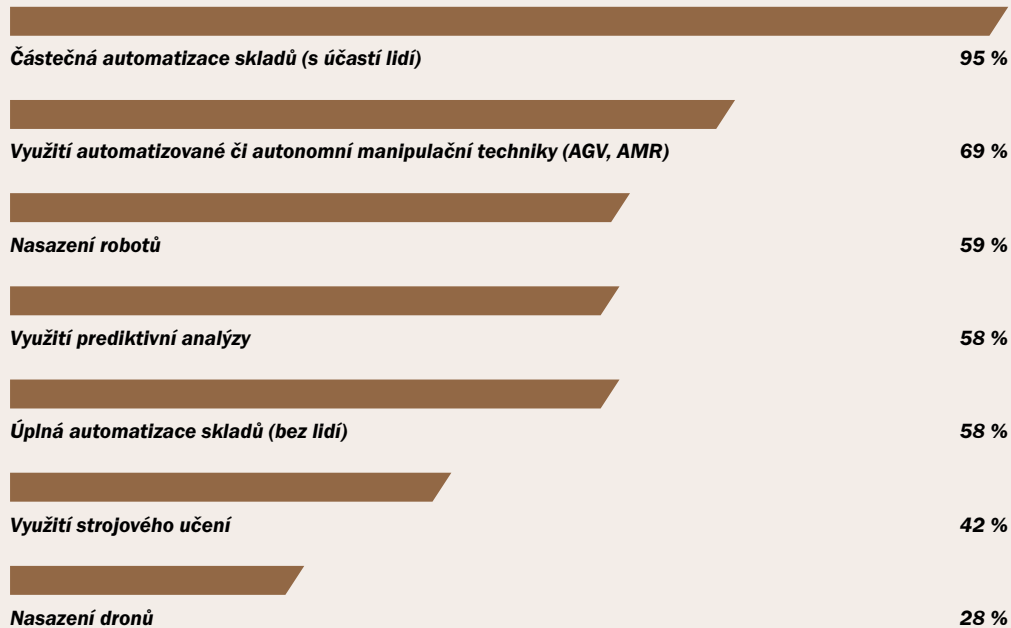 Částečná automatizace skladů (s účastí lidí) 95 %
Využití automatizované či autonomní manipulační techniky (AGV, AMR) 69 %
Nasazení robotů 59 %
Využití prediktivní analýzy 58 %
Úplná automatizace skladů (bez lidí) 58 %
Využití strojového učení 42 %
Nasazení dronů 28 %